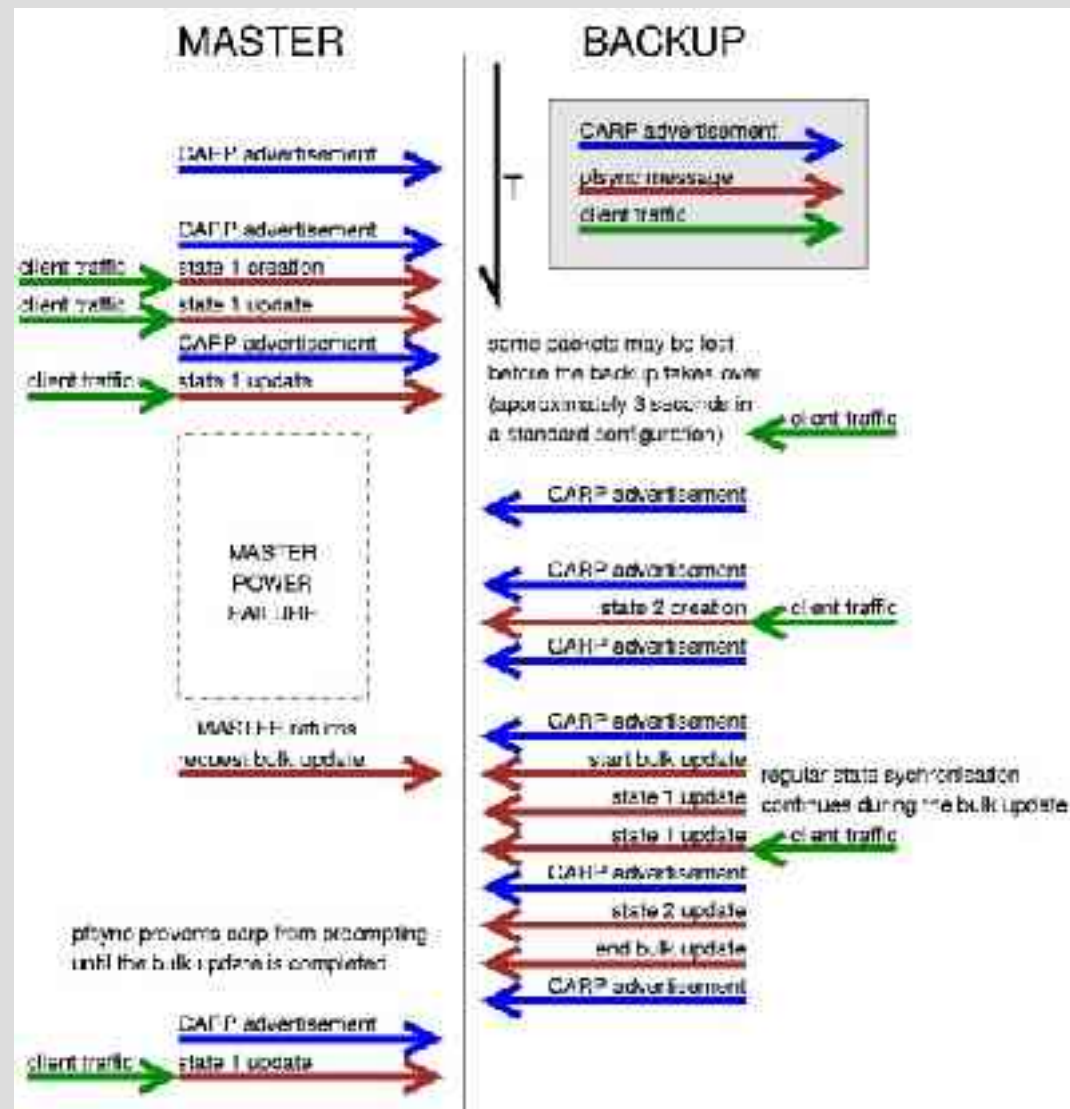 MASTER
BACKUP
CARP advertisement
pfsync message
client traffic
T
CARP advertisement
CARP advertisement
client traffic
state 1 creation
client traffic
state 1 update
CARP advertisement
client traffic
state 1 update
some packets may be lost
before the backup takes over
(approximately 3 seconds in
a standard configuration)
client traffic
MASTER
POWER
FAILURE
CARP advertisement
CARP advertisement
state 2 creation
client traffic
CARP advertisement
MASTER returns
request bulk update
CARP advertisement
start bulk update
state 1 update
regular state sychronisation
continues during the bulk update
state 1 update
client traffic
CARP advertisement
state 2 update
end bulk update
CARP advertisement
pfsync prevents carp from preempting
until the bulk update is completed
CARP advertisement
client traffic
state 1 update